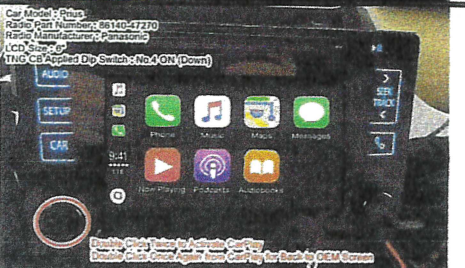 Car Model : Prius
Radio Part Number : 86140-47270
Radio Manufacturer : Panasonic
LCD Size : 6"
TNG CB Applied Dip Switch : No.4 ON (Down)
AUDIO
SETUP
CAR
SEEK
TRACK
Phone
Music
Maps
Messages
9:41
Now Playing
Podcasts
Audiobooks
Double Click Twice to Activate CarPlay
Double Click Once Again from CarPlay for Back to OEM Screen